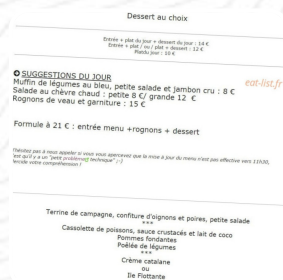 Dessert au choix
Entrée + plat du jour + dessert du jour : 14 €
Entrée + plat / ou / plat + dessert : 12 €
Platdu jour : 10 €
SUGGESTIONS DU JOUR
eat-list.fr
Muffin de légumes au bleu, petite salade et jambon cru : 8 €
Salade au chèvre chaud : petite 8 €/ grande 12 €
Rognons de veau et garniture : 15 €
Formule à 21 € : entrée menu +rognons + dessert
N'hésitez pas à nous appeler si vous vous apercevez que la mise à jour du menu n'est pas effective vers 11h30,
c'est qu'il y a un "petit problème technique" ;-)
de votre compréhension !
Terrine de campagne, confiture d'oignons et poires, petite salade
***
Cassolette de poissons, sauce crustacés et lait de coco
Pommes fondantes
Poêlée de légumes
***
Crème catalane
ou
Ile Flottante